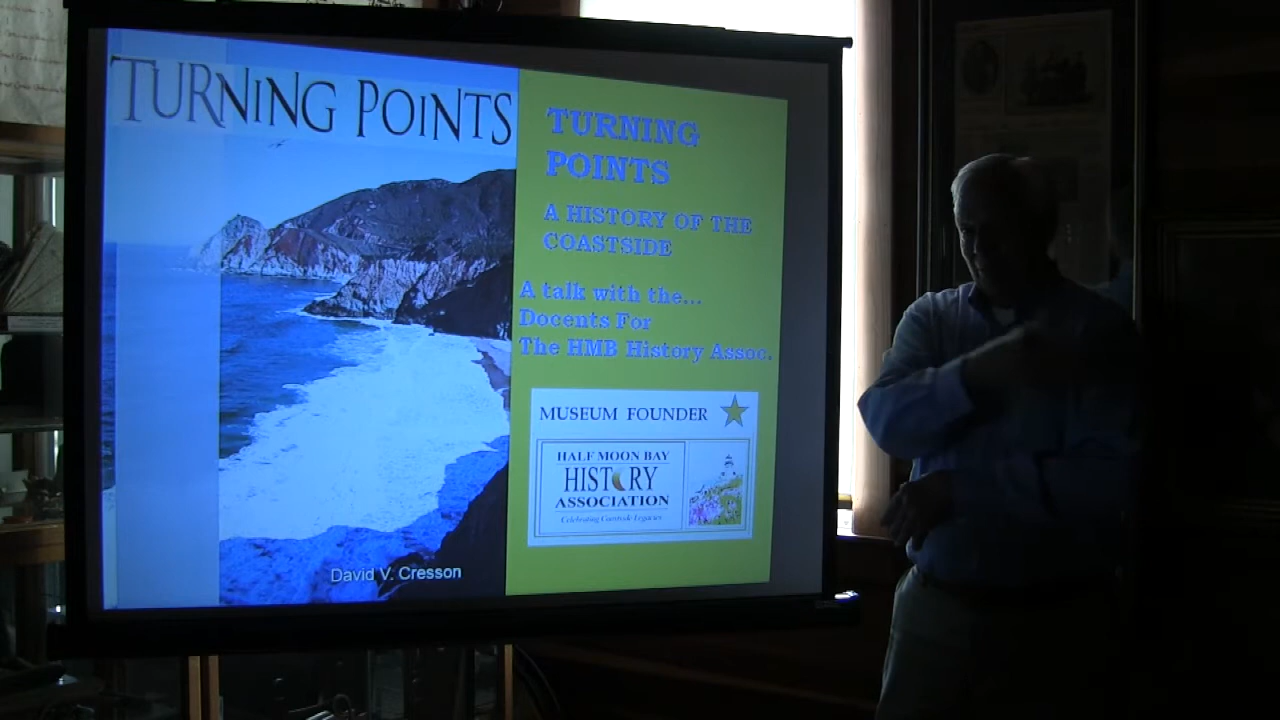 TURNING POINTS
David V. Cresson
TURNING
POINTS
A HISTORY OF THE
COASTSIDE
A talk with the...
Docents For
The HMB History Assoc.
MUSEUM FOUNDER
HALF MOON BAY
HISTORY
ASSOCIATION
Celebrating Coastside Legacies